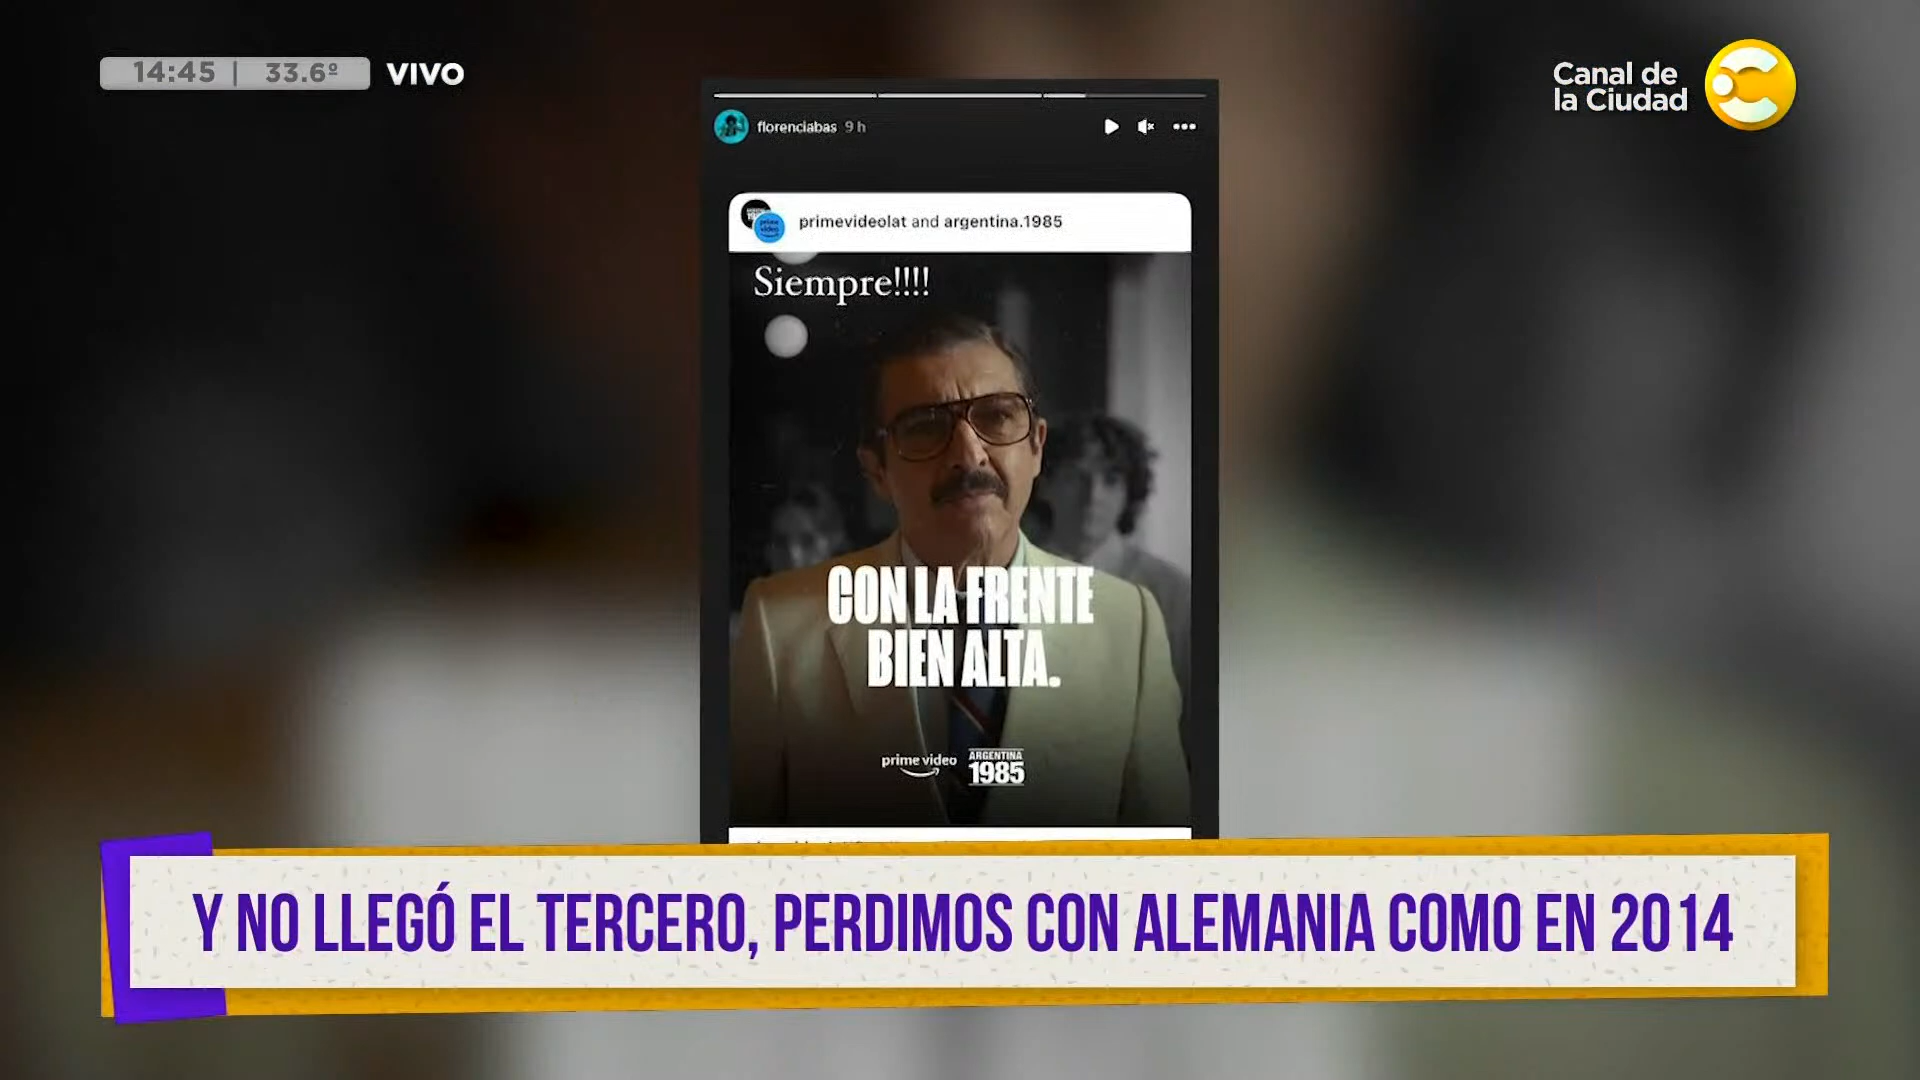 14:45 | 33.6º VIVO
Canal de
la Ciudad
florenciabas 9 h
primevideolat and argentina.1985
Siempre!!!!
CON LA FRENTE
BIEN ALTA.
prime video
ARGENTINA
1985
Y NO LLEGÓ EL TERCERO, PERDIMOS CON ALEMANIA COMO EN 2014